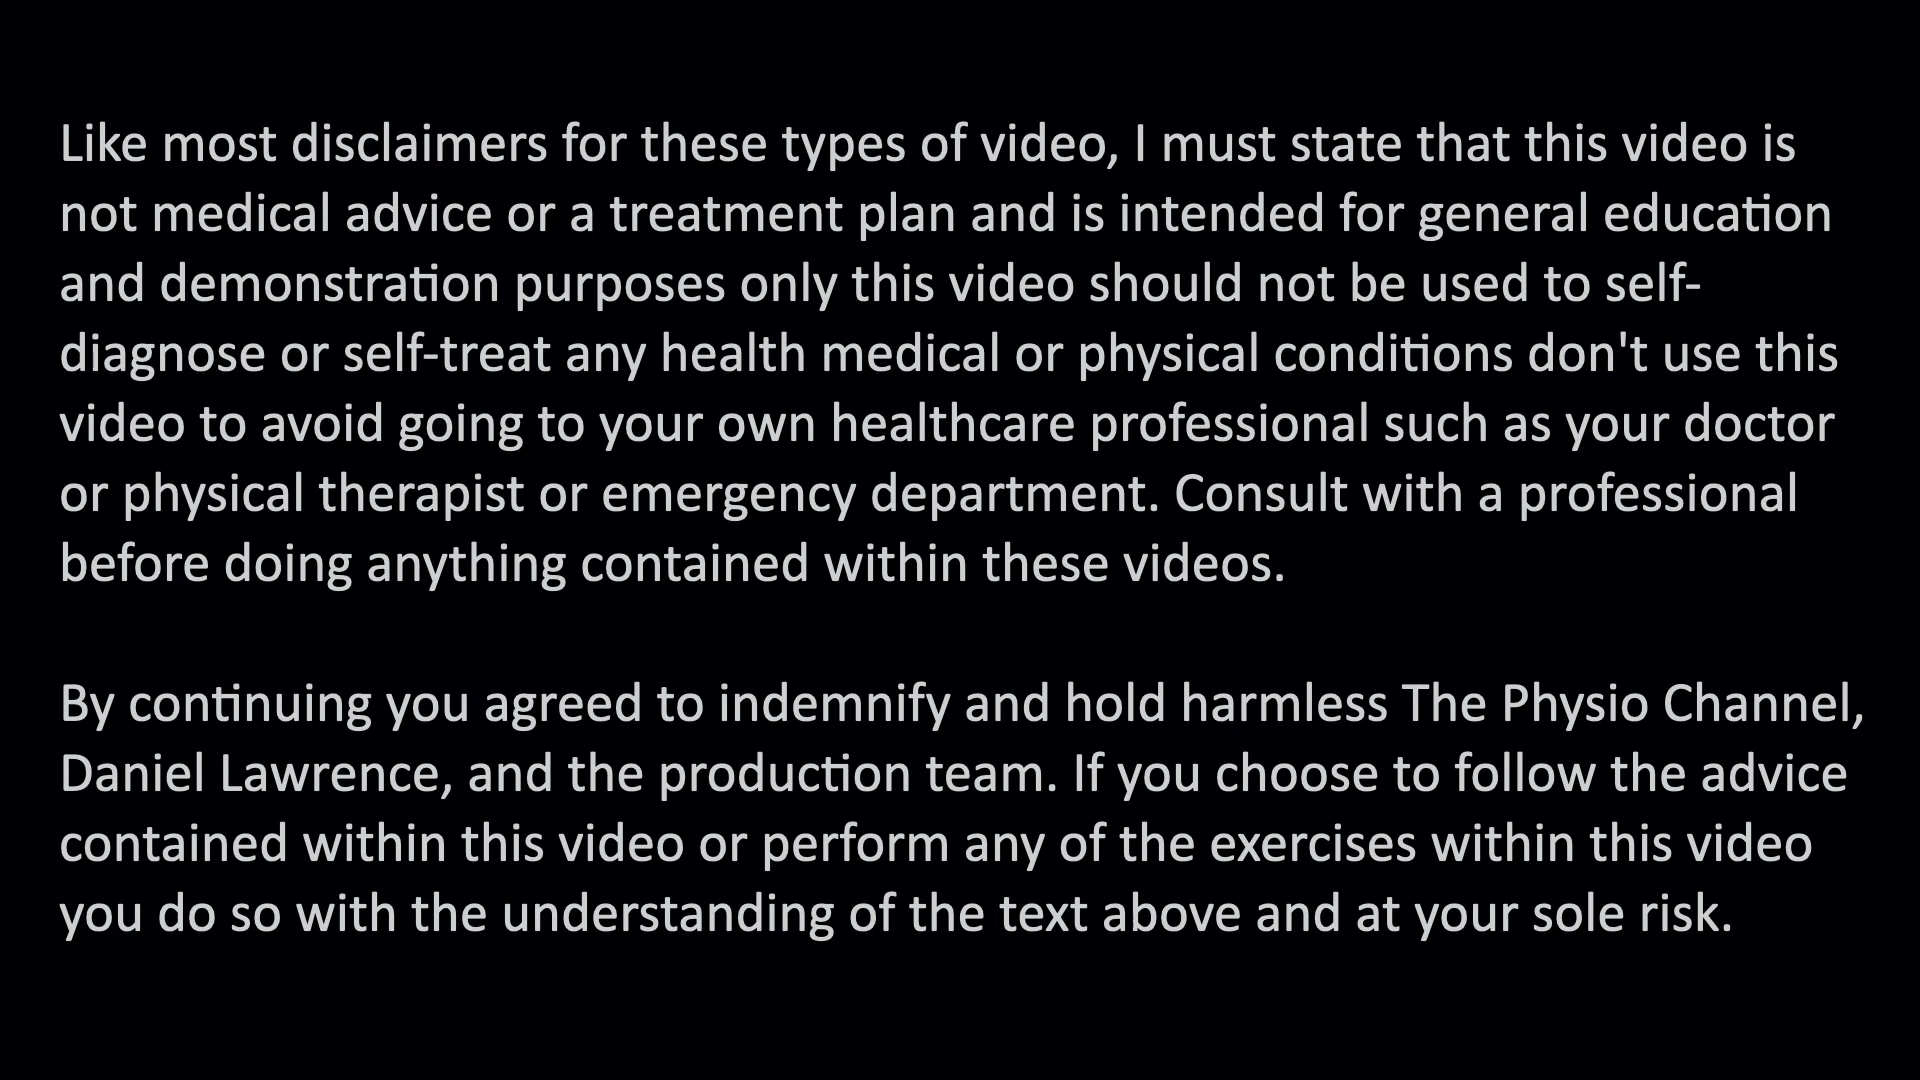 Like most disclaimers for these types of video, I must state that this video is
not medical advice or a treatment plan and is intended for general education
and demonstration purposes only this video should not be used to self-
diagnose or self-treat any health medical or physical conditions don't use this
video to avoid going to your own healthcare professional such as your doctor
or physical therapist or emergency department. Consult with a professional
before doing anything contained within these videos.
By continuing you agreed to indemnify and hold harmless The Physio Channel,
Daniel Lawrence, and the production team. If you choose to follow the advice
contained within this video or perform any of the exercises within this video
you do so with the understanding of the text above and at your sole risk.